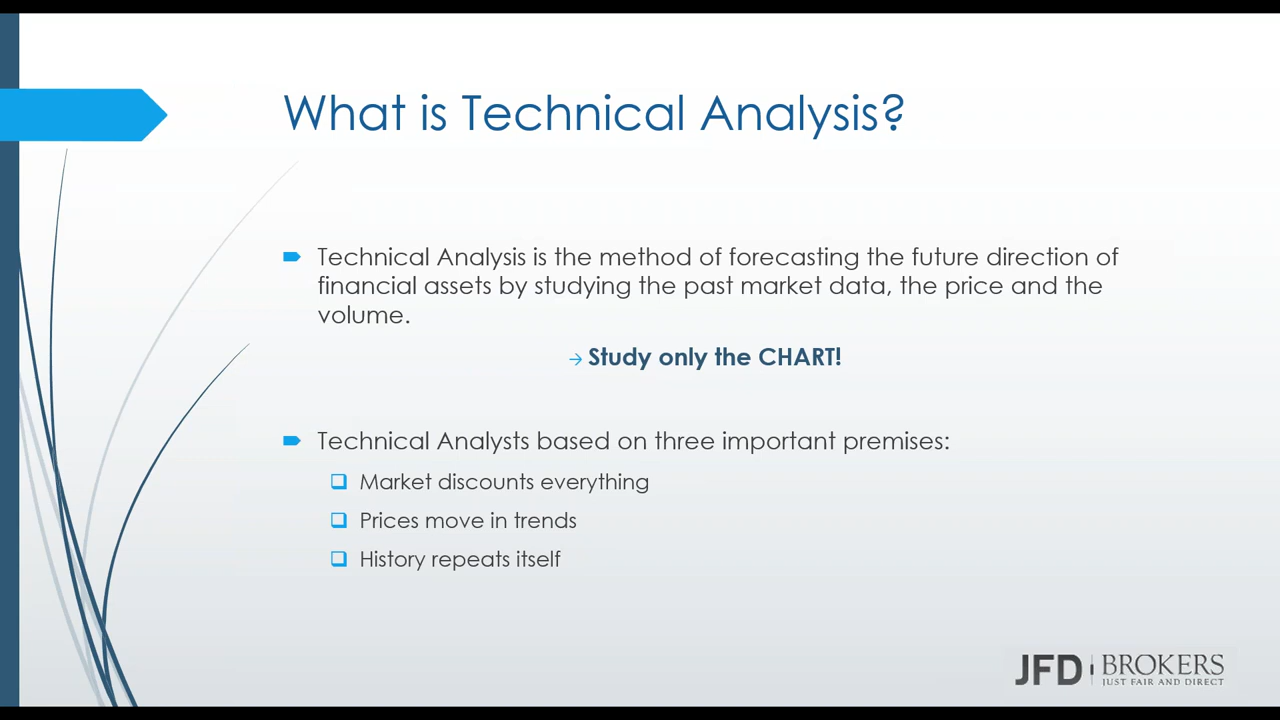 What is Technical Analysis?
Technical Analysis is the method of forecasting the future direction of
financial assets by studying the past market data, the price and the
volume.
→ Study only the CHART!
Technical Analysts based on three important premises:
❑ Market discounts everything
❑ Prices move in trends
❑ History repeats itself
JFD BROKERS
JUST FAIR AND DIRECT